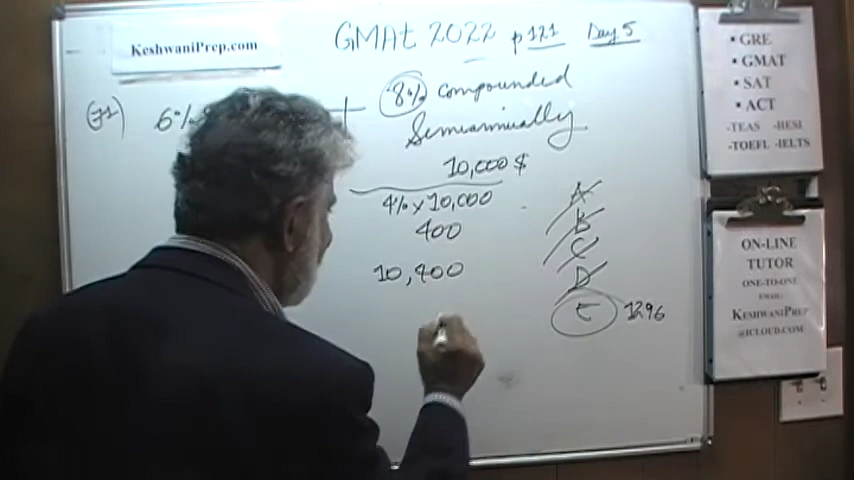 KeshwaniPrep.com
GMAt 2022 p 121 Day 5
8% compounded
Semiannually
6%
10,000 $
4% x 10,000
400
10,400
A
B
C
D
E 1296
• GRE
• GMAT
• SAT
• ACT
-TEAS -HESI
-TOEFL -IELTS
ON-LINE
TUTOR
ONE-TO-ONE
EMAIL:
KESHWANIPREP
@ICLOUD.COM